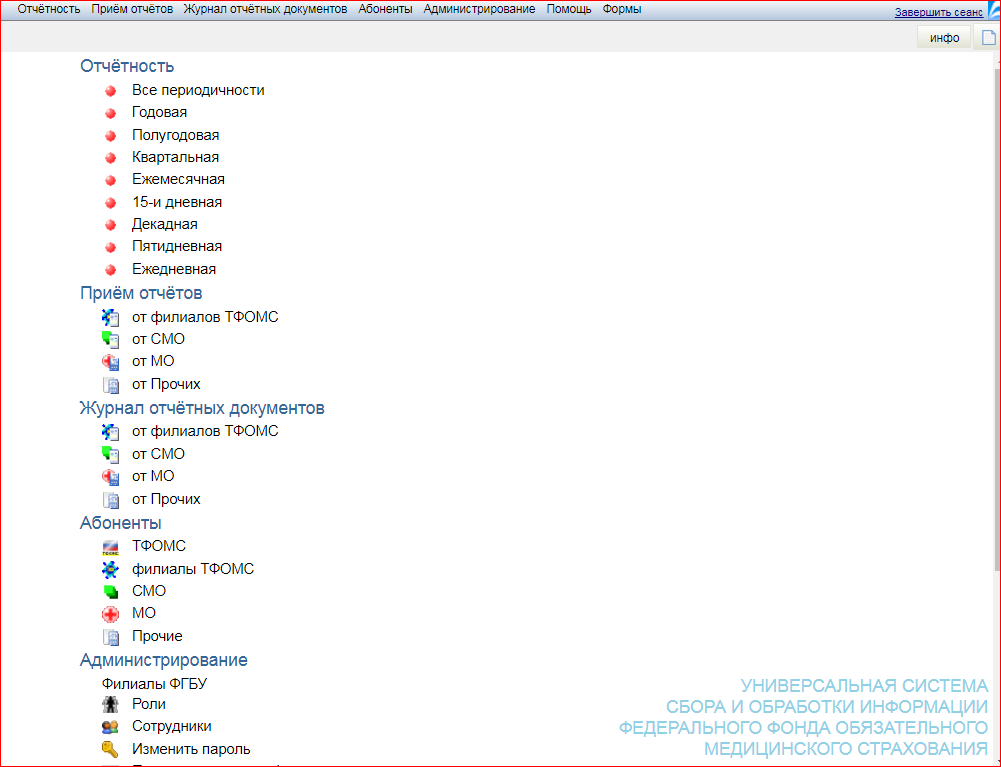 Отчётность Приём отчётов Журнал отчётных документов Абоненты Администрирование Помощь Формы Завершить сеанс
инфо
Отчётность
Все периодичности
Годовая
Полугодовая
Квартальная
Ежемесячная
15-и дневная
Декадная
Пятидневная
Ежедневная
Приём отчётов
от филиалов ТФОМС
от СМО
от МО
от Прочих
Журнал отчётных документов
от филиалов ТФОМС
от СМО
от МО
от Прочих
Абоненты
ТФОМС
филиалы ТФОМС
СМО
МО
Прочие
Администрирование
Филиалы ФГБУ
Роли
Сотрудники
Изменить пароль
УНИВЕРСАЛЬНАЯ СИСТЕМА
СБОРА И ОБРАБОТКИ ИНФОРМАЦИИ
ФЕДЕРАЛЬНОГО ФОНДА ОБЯЗАТЕЛЬНОГО
МЕДИЦИНСКОГО СТРАХОВАНИЯ